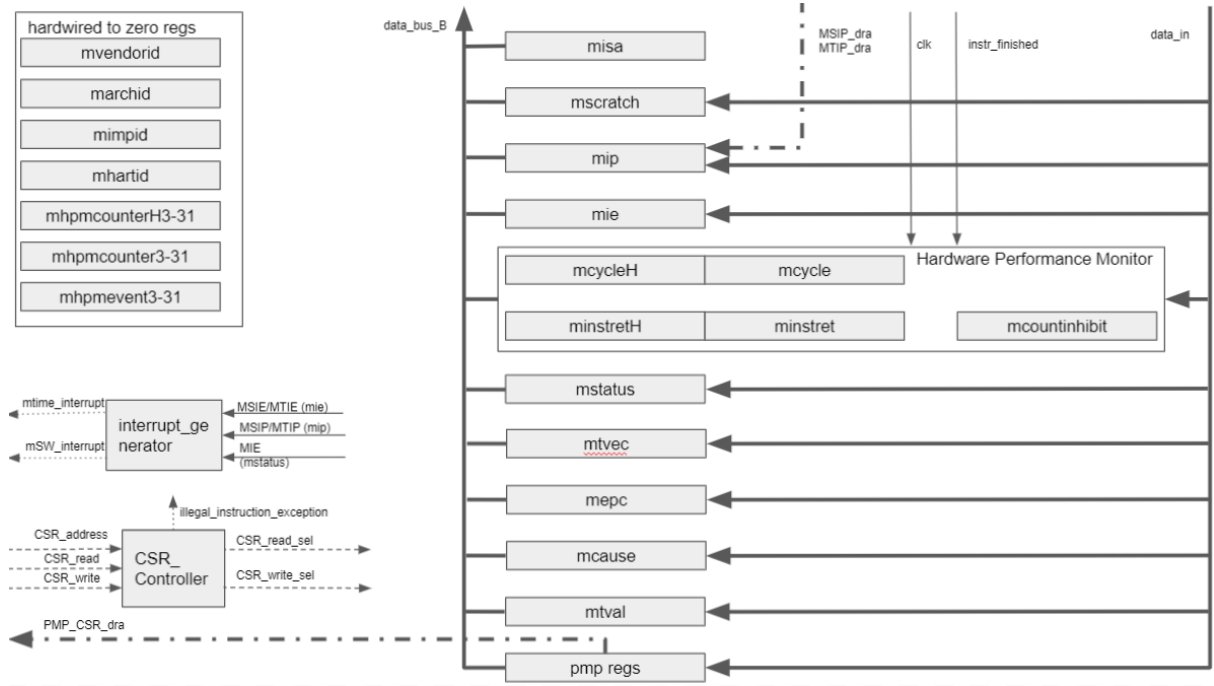 hardwired to zero regs
mvendorid
marchid
mimpid
mhartid
mhpmcounterH3-31
mhpmcounter3-31
mhpmevent3-31
data_bus_B
misa
MSIP_dra
MTIP_dra
clk
instr_finished
data_in
mscratch
mip
mie
Hardware Performance Monitor
mcycleH
mcycle
minstretH
minstret
mcountinhibit
mstatus
mtvec
mepc
mcause
mtval
pmp regs
mtime_interrupt
mSW_interrupt
interrupt_ge
nerator
MSIE/MTIE (mie)
MSIP/MTIP (mip)
MIE
(mstatus)
illegal_instruction_exception
CSR_address
CSR_read
CSR_write
CSR_
Controller
CSR_read_sel
CSR_write_sel
PMP_CSR_dra